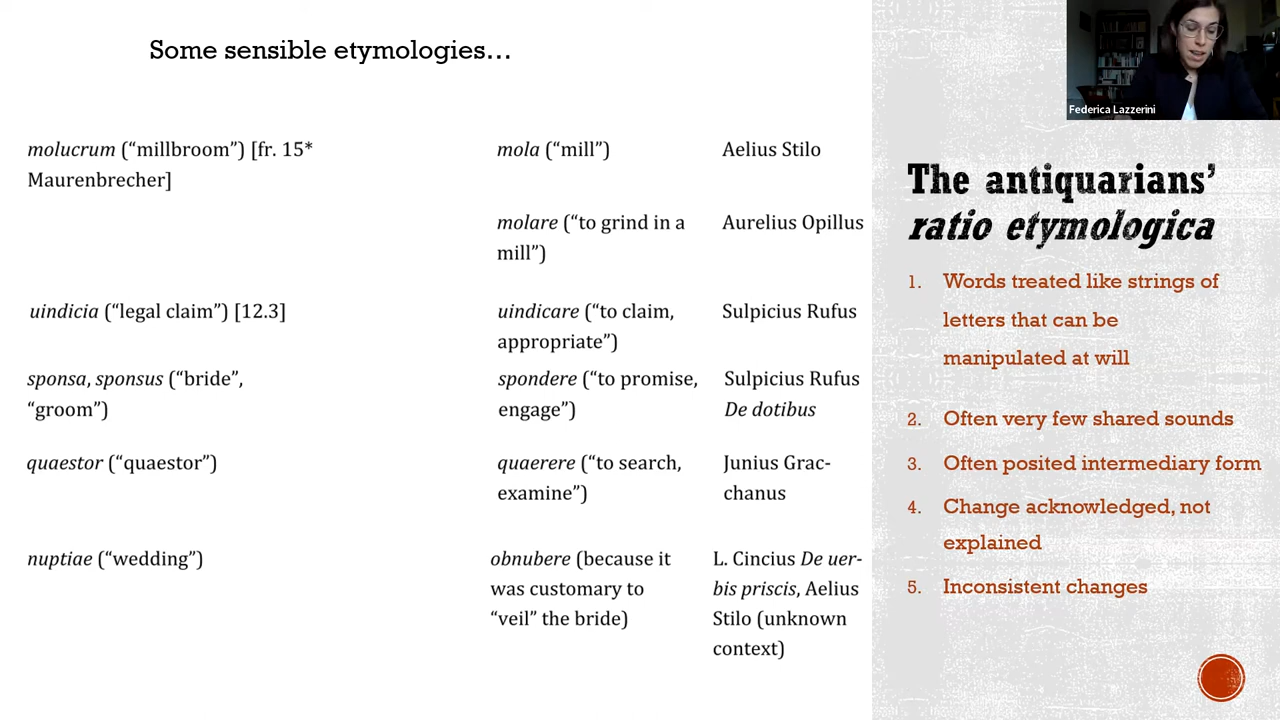 Some sensible etymologies…
Federica Lazzerini
molucrum (“millbroom”) [fr. 15*
Maurenbrecher]
mola (“mill”)
Aelius Stilo
molare (“to grind in a
mill”)
Aurelius Opillus
uindicia (“legal claim”) [12.3]
uindicare (“to claim,
appropriate”)
Sulpicius Rufus
sponsa, sponsus (“bride”,
“groom”)
spondere (“to promise,
engage”)
Sulpicius Rufus
De dotibus
quaestor (“quaestor”)
quaerere (“to search,
examine”)
Junius Grac-
chanus
nuptiae (“wedding”)
obnubere (because it
was customary to
“veil” the bride)
L. Cincius De uer-
bis priscis, Aelius
Stilo (unknown
context)
The antiquarians’
ratio etymologica
1. Words treated like strings of
letters that can be
manipulated at will
2. Often very few shared sounds
3. Often posited intermediary form
4. Change acknowledged, not
explained
5. Inconsistent changes